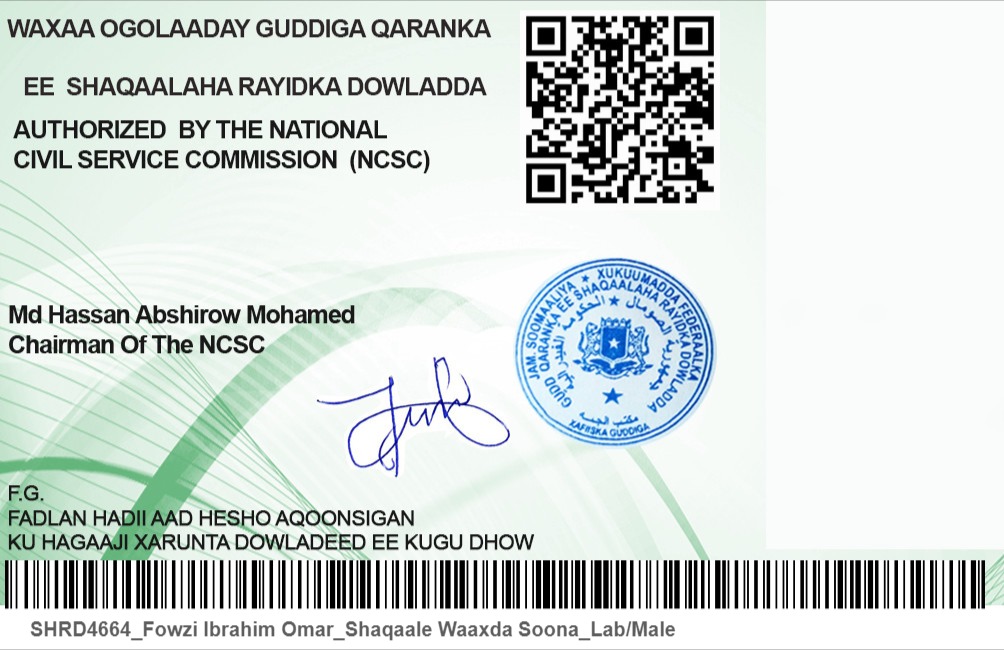 WAXAA OGOLAADAY GUDDIGA QARANKA
EE SHAQAALAHA RAYIDKA DOWLADDA
AUTHORIZED BY THE NATIONAL
CIVIL SERVICE COMMISSION (NCSC)
Md Hassan Abshirow Mohamed
Chairman Of The NCSC
JAM. SOOMAALIYA ★ XUKUUMADDA FEDERAALKA
GUDD QARANKA EE SHAQAALAHA RAYIDKA DOWLADDA
XAFIISKA GUDDIGA
F.G.
FADLAN HADII AAD HESHO AQOONSIGAN
KU HAGAAJI XARUNTA DOWLADEED EE KUGU DHOW
SHRD4664_Fowzi Ibrahim Omar_Shaqaale Waaxda Soona_Lab/Male